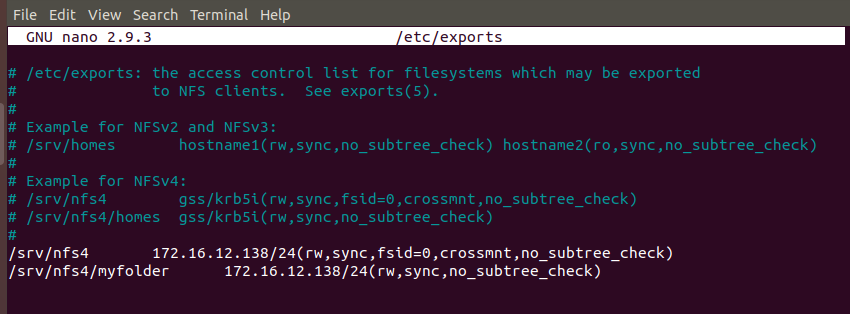 File Edit View Search Terminal Help
GNU nano 2.9.3 /etc/exports
# /etc/exports: the access control list for filesystems which may be exported
# to NFS clients. See exports(5).
#
# Example for NFSv2 and NFSv3:
# /srv/homes hostname1(rw,sync,no_subtree_check) hostname2(ro,sync,no_subtree_check)
#
# Example for NFSv4:
# /srv/nfs4 gss/krb5i(rw,sync,fsid=0,crossmnt,no_subtree_check)
# /srv/nfs4/homes gss/krb5i(rw,sync,no_subtree_check)
#
/srv/nfs4 172.16.12.138/24(rw,sync,fsid=0,crossmnt,no_subtree_check)
/srv/nfs4/myfolder 172.16.12.138/24(rw,sync,no_subtree_check)